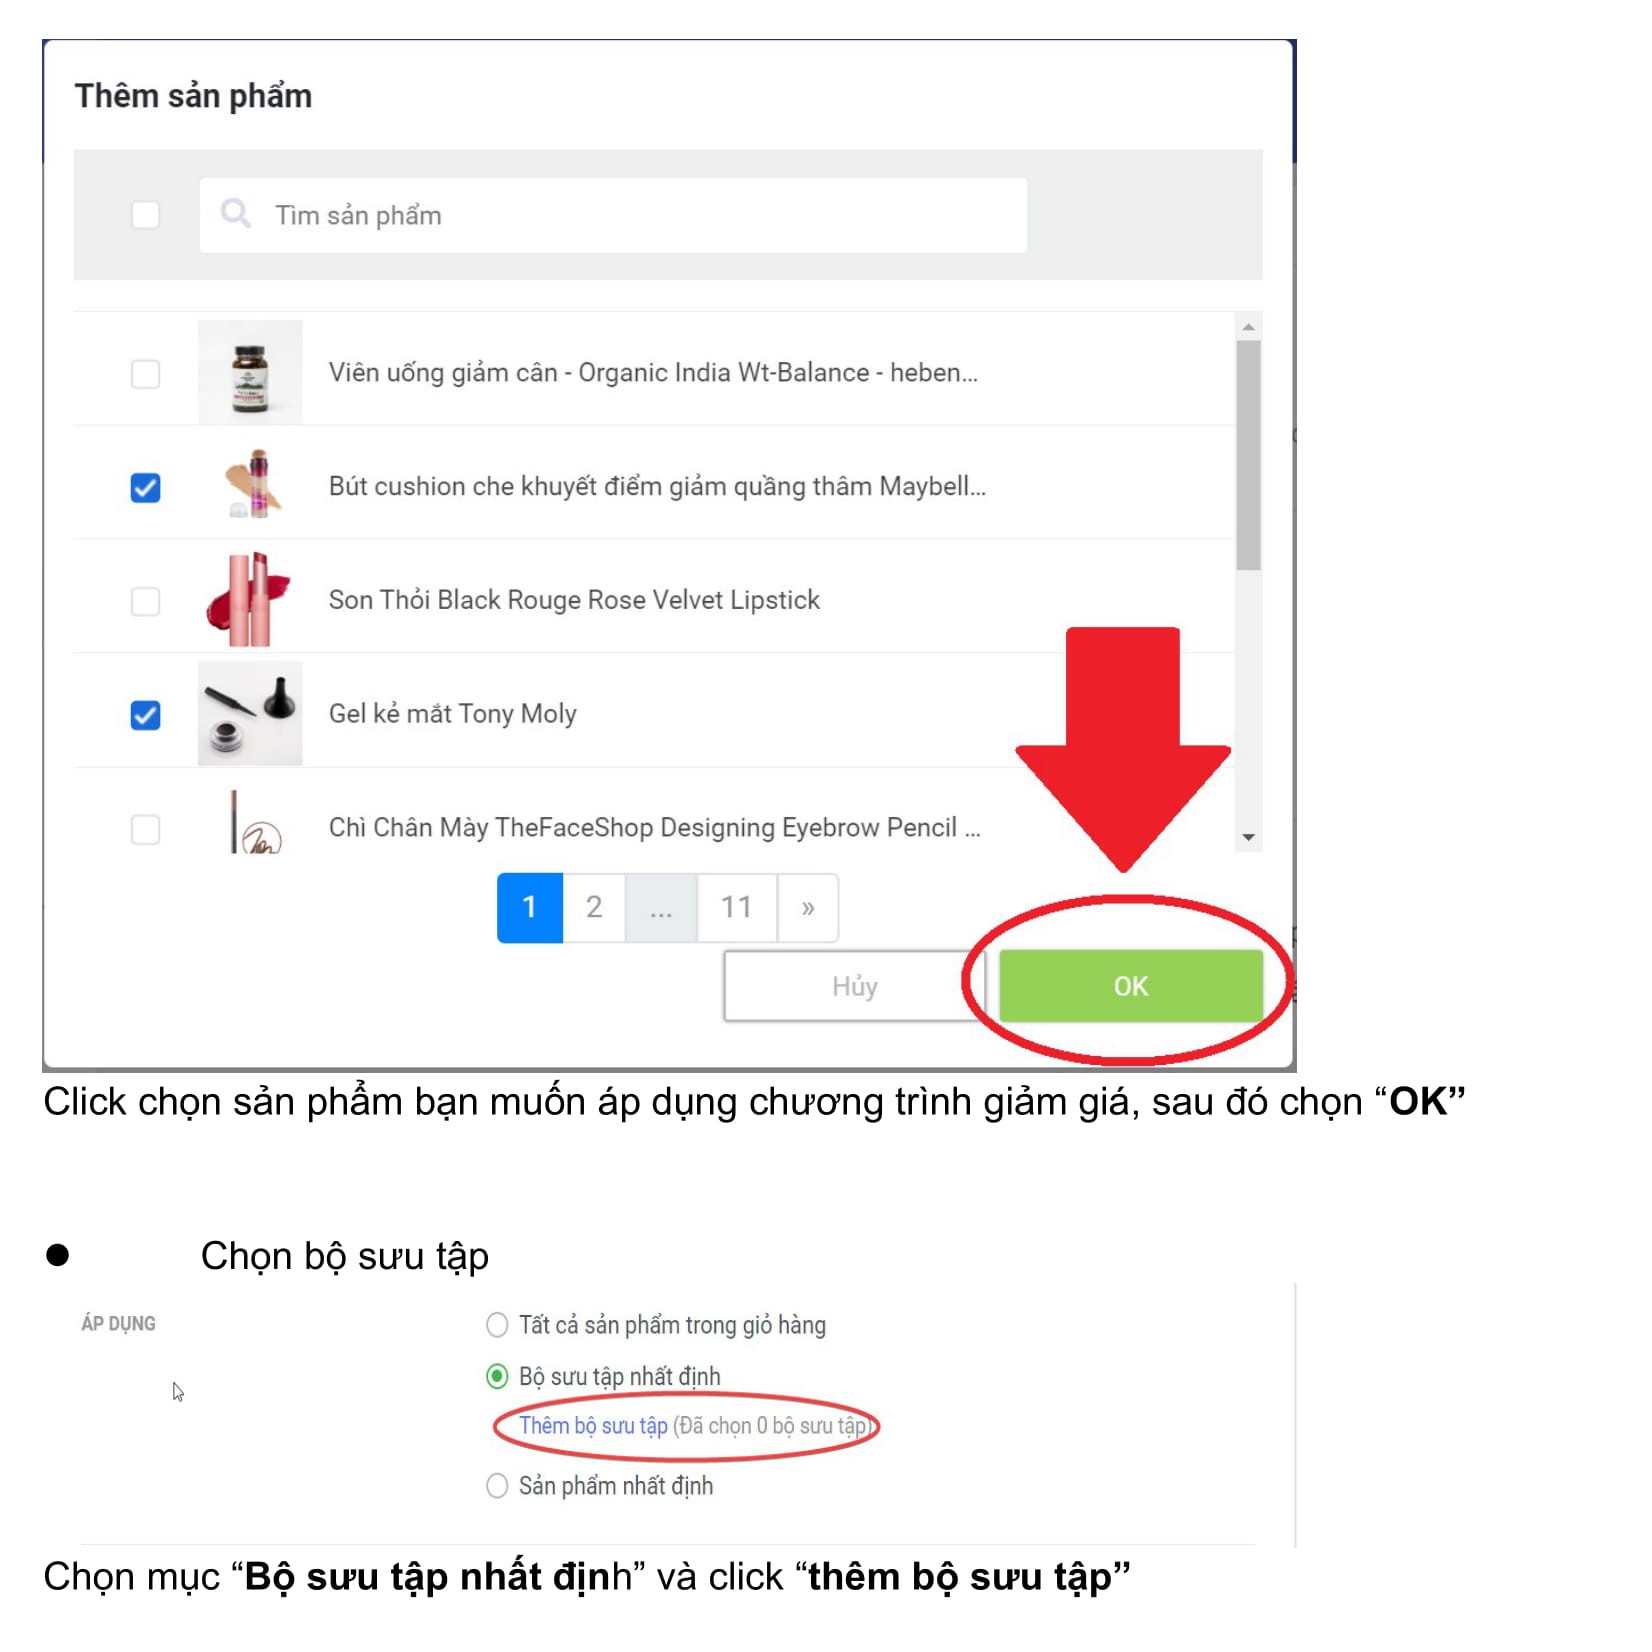 Thêm sản phẩm
Tìm sản phẩm
Viên uống giảm cân - Organic India Wt-Balance - heben...
Bút cushion che khuyết điểm giảm quầng thâm Maybell...
Son Thỏi Black Rouge Rose Velvet Lipstick
Gel kẻ mắt Tony Moly
Chì Chân Mày TheFaceShop Designing Eyebrow Pencil ...
1 2 ... 11 »
Hủy OK
Click chọn sản phẩm bạn muốn áp dụng chương trình giảm giá, sau đó chọn “OK”
● Chọn bộ sưu tập
ÁP DỤNG
Tất cả sản phẩm trong giỏ hàng
Bộ sưu tập nhất định
Thêm bộ sưu tập (Đã chọn 0 bộ sưu tập)
Sản phẩm nhất định
Chọn mục “Bộ sưu tập nhất định” và click “thêm bộ sưu tập”